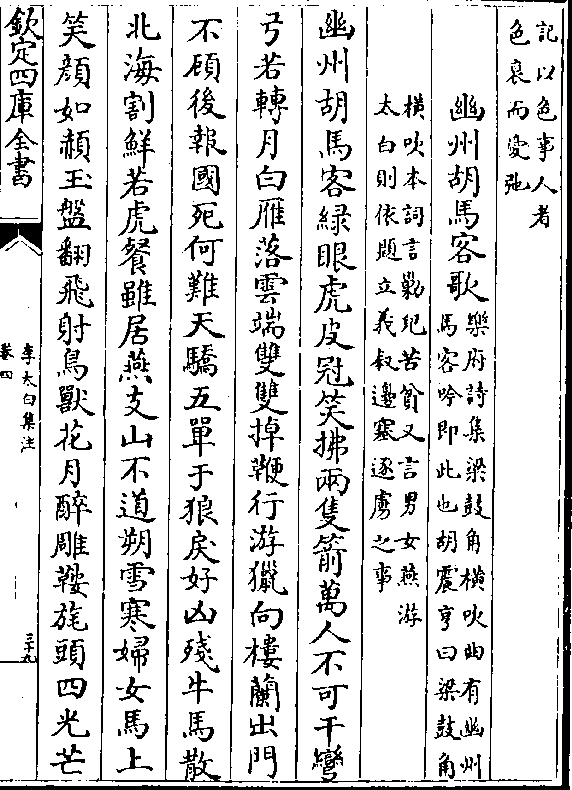 記以色事人者
色衰而愛弛
幽州胡馬客歌
樂府詩集梁鼓角橫吹曲有幽州
馬客吟即此也胡震亨曰梁鼓角
橫吹本詞言勦犯苦貧又言男女燕游
太白則依題立義叙邊塞逐虜之事
幽州胡馬客綠眼虎皮冠笑拂兩隻箭萬人不可干彎
弓若轉月白雁落雲端雙雙掉鞭行游獵向樓蘭出門
不顧後報國死何難天驕五單于狼戾好凶殘牛馬散
北海割鮮若虎餐雖居燕支山不道朔雪寒婦女馬上
笑顏如赬玉盤翻飛射鳥獸花月醉雕鞍旄頭四光芒
欽定四庫全書
李太白集注
卷四
三十九